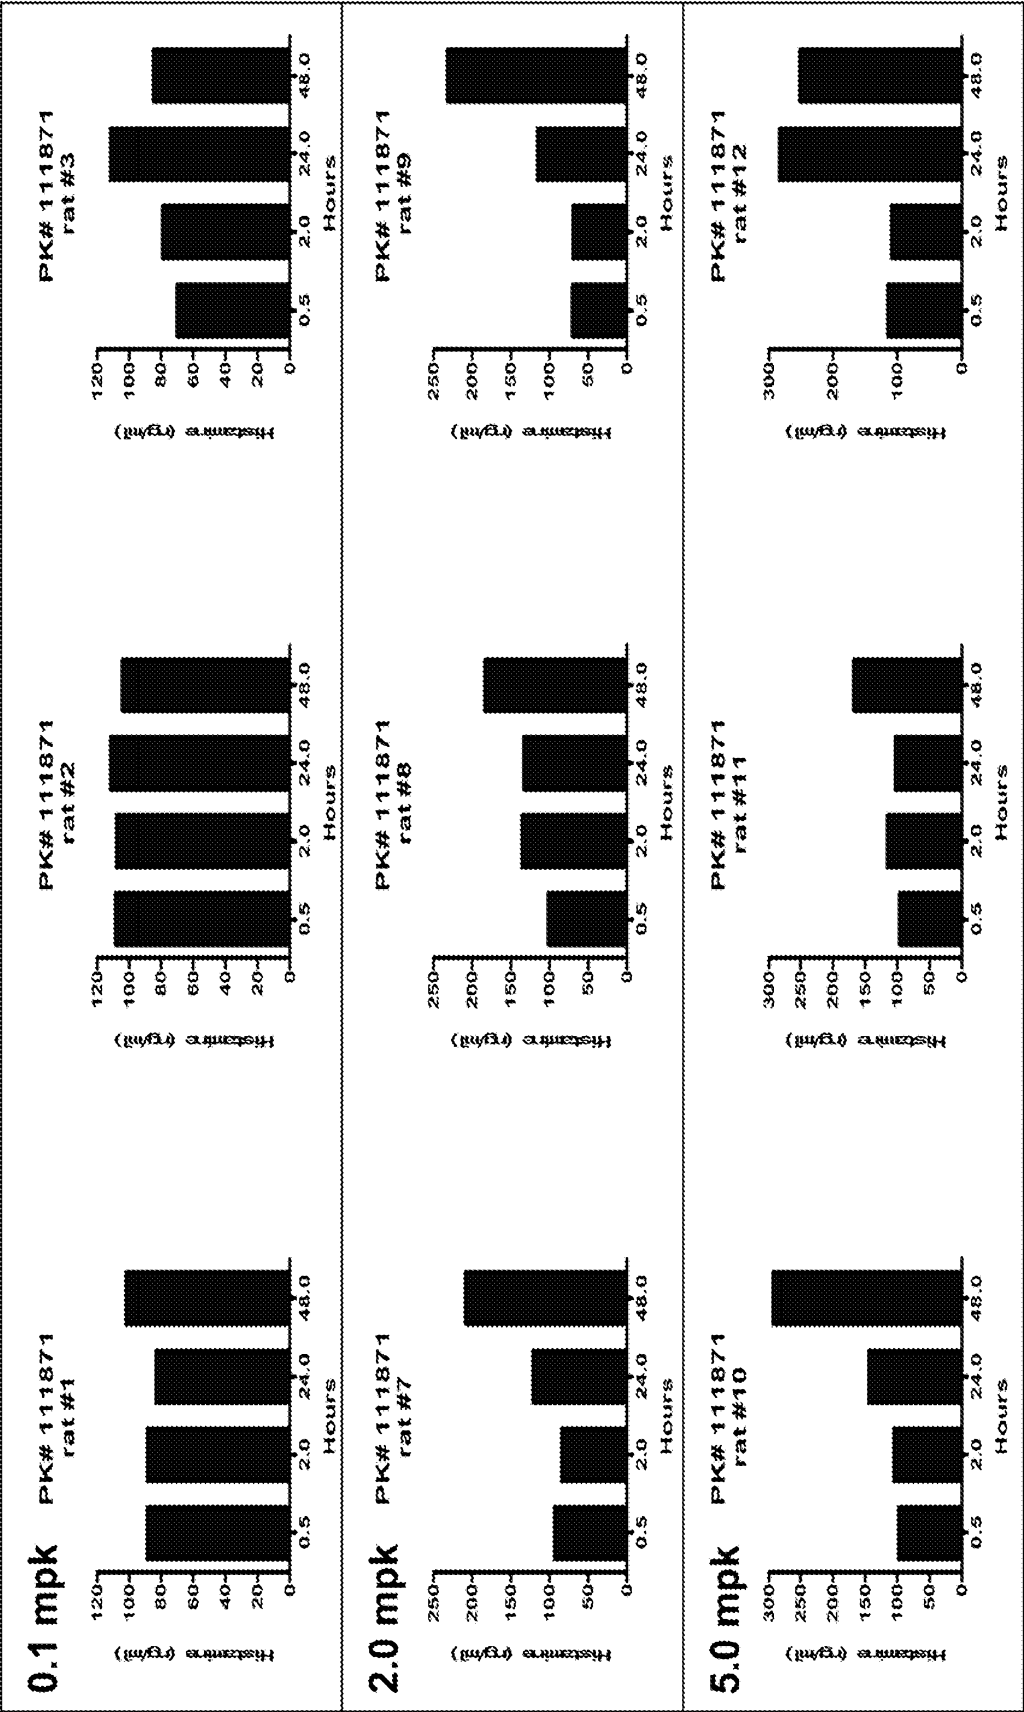 0.1 mpk
PK# 111871
rat #1
Histamine (ng/ml)
120
100
80
60
40
20
0
0.5 2.0 24.0 48.0
Hours
PK# 111871
rat #2
Histamine (ng/ml)
120
100
80
60
40
20
0
0.5 2.0 24.0 48.0
Hours
PK# 111871
rat #3
Histamine (ng/ml)
120
100
80
60
40
20
0
0.5 2.0 24.0 48.0
Hours
2.0 mpk
PK# 111871
rat #7
Histamine (ng/ml)
250
200
150
100
50
0
0.5 2.0 24.0 48.0
Hours
PK# 111871
rat #8
Histamine (ng/ml)
250
200
150
100
50
0
0.5 2.0 24.0 48.0
Hours
PK# 111871
rat #9
Histamine (ng/ml)
250
200
150
100
50
0
0.5 2.0 24.0 48.0
Hours
5.0 mpk
PK# 111871
rat #10
Histamine (ng/ml)
300
250
200
150
100
50
0
0.5 2.0 24.0 48.0
Hours
PK# 111871
rat #11
Histamine (ng/ml)
300
250
200
150
100
50
0
0.5 2.0 24.0 48.0
Hours
PK# 111871
rat #12
Histamine (ng/ml)
300
200
100
0
0.5 2.0 24.0 48.0
Hours